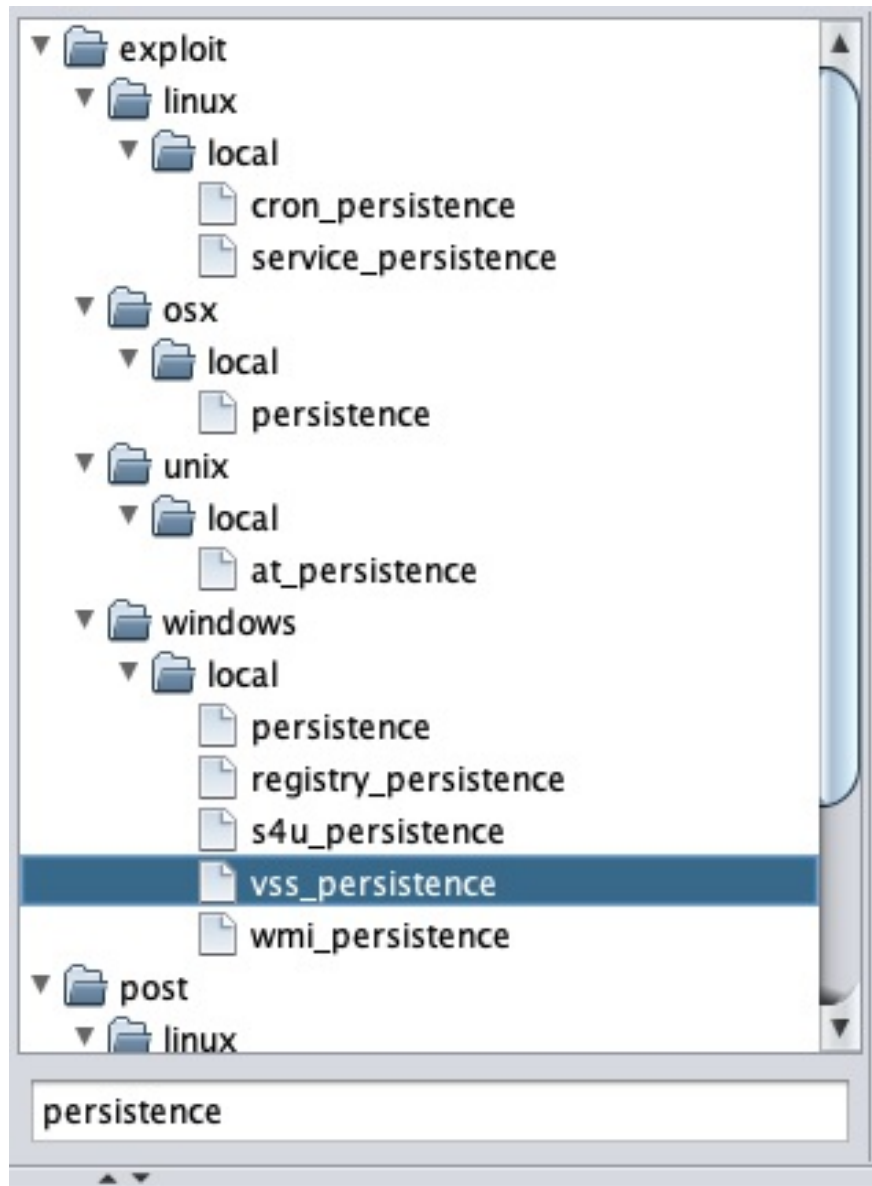 exploit
linux
local
cron_persistence
service_persistence
osx
local
persistence
unix
local
at_persistence
windows
local
persistence
registry_persistence
s4u_persistence
vss_persistence
wmi_persistence
post
linux
persistence